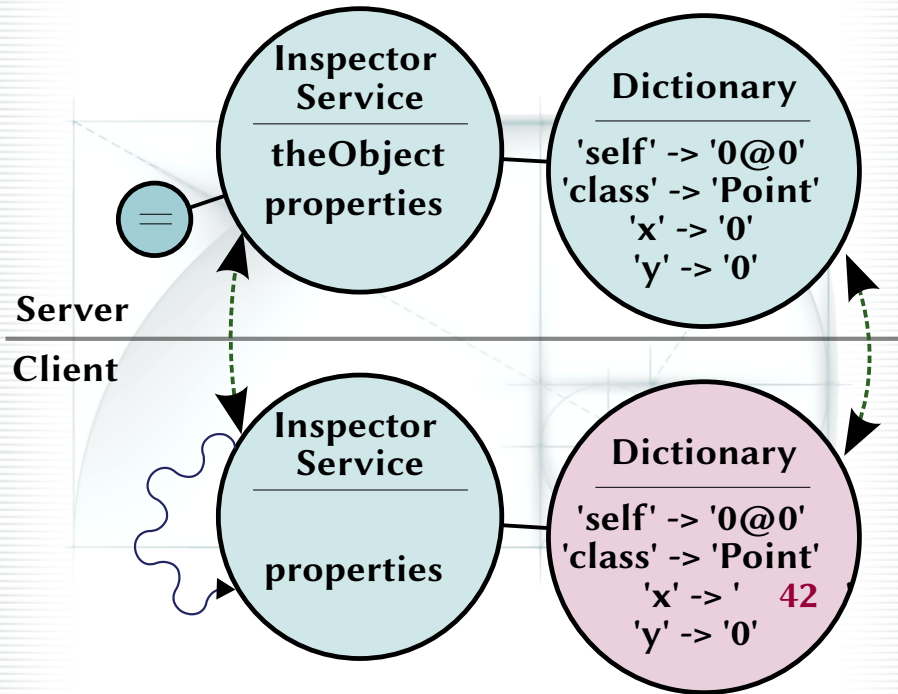 Inspector
Service
theObject
properties
Dictionary
'self' -> '0@0'
'class' -> 'Point'
'x' -> '0'
'y' -> '0'
=
Server
Client
Inspector
Service
properties
Dictionary
'self' -> '0@0'
'class' -> 'Point'
'x' -> ' 42 '
'y' -> '0'